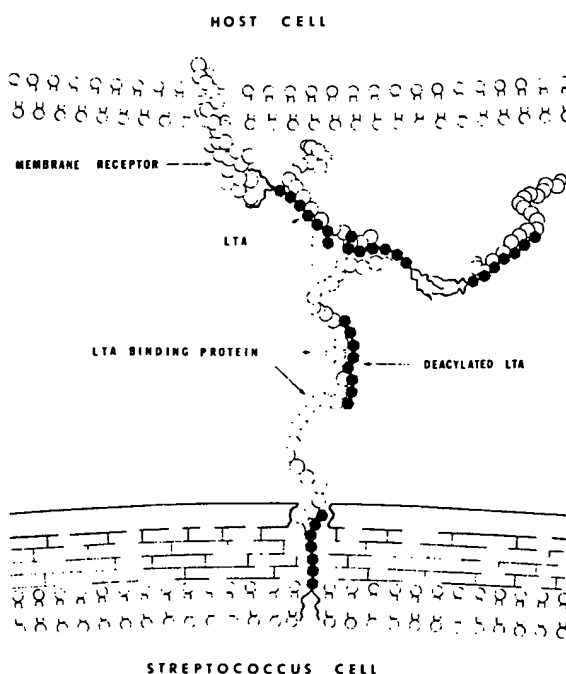 HOST CELL
MEMBRANE RECEPTOR
LTA
LTA BINDING PROTEIN
DEACYLATED LTA
STREPTOCOCCUS CELL